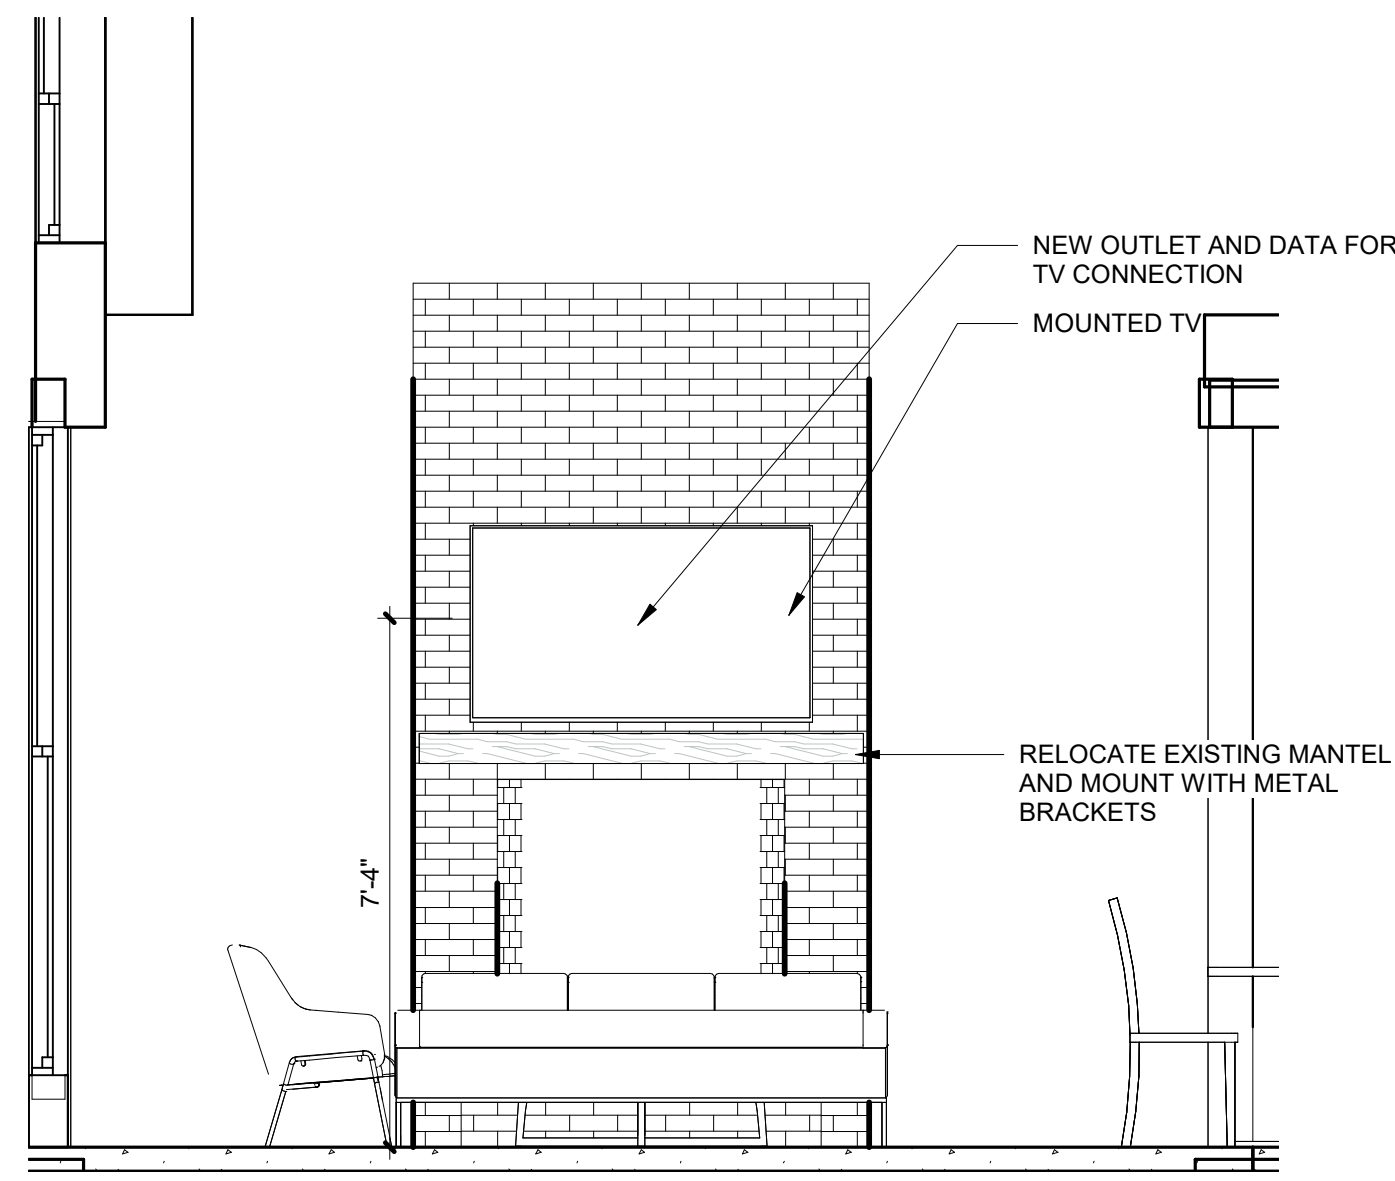 NEW OUTLET AND DATA FOR
TV CONNECTION
MOUNTED TV
RELOCATE EXISTING MANTEL
AND MOUNT WITH METAL
BRACKETS
7'-4"